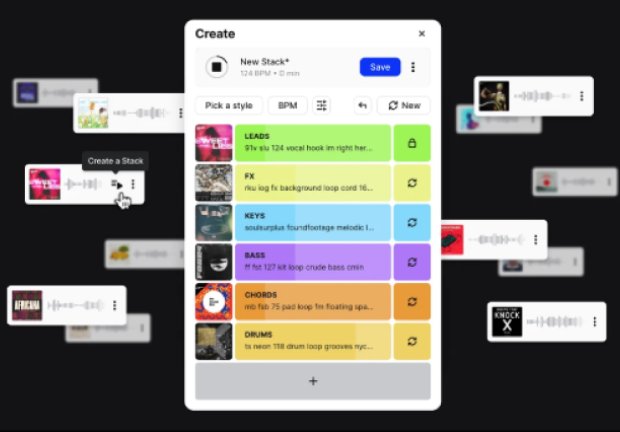 Create
New Stack*
124 BPM • 0 min
Save
Pick a style
BPM
New
LEADS
91v slu 124 vocal hook im right her...
FX
rku log fx background loop cord 16...
KEYS
soulsurplus foundfootage melodic l...
BASS
ff fst 127 kit loop crude bass cmin
CHORDS
mb fsb 75 pad loop fm floating spa...
DRUMS
ts neon 118 drum loop grooves nyc...
+
Create a Stack
SWEET
LIES
AFRICANA
KNOCK
X